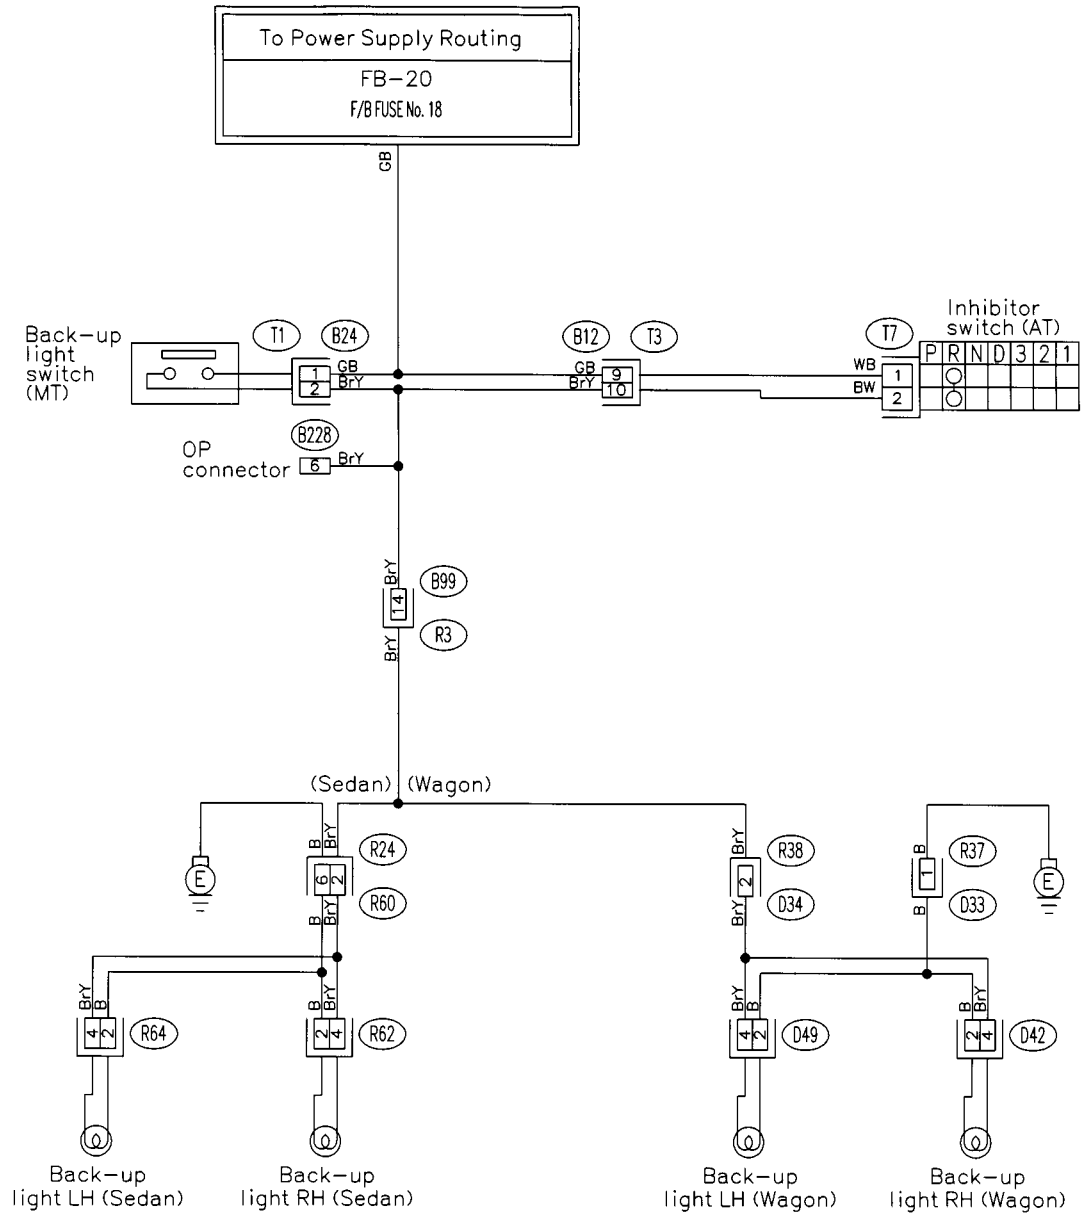 To Power Supply Routing
FB-20
F/B FUSE No. 18
GB
Back-up
light
switch
(MT)
T1
B24
1
2
GB
BrY
B12
T3
GB
BrY
9
10
T7
WB
BW
1
2
Inhibitor
switch (AT)
P R N D 3 2 1
OP
connector
B228
6
BrY
BrY
14
B99
R3
BrY
(Sedan) (Wagon)
E
B
BrY
R24
6 2
R60
B
BrY
BrY
R38
2
D34
BrY
B
R37
1
D33
B
E
BrY
B
4 2
R64
B
BrY
2 4
R62
BrY
B
4 2
D49
B
BrY
2 4
D42
Back-up
light LH (Sedan)
Back-up
light RH (Sedan)
Back-up
light LH (Wagon)
Back-up
light RH (Wagon)